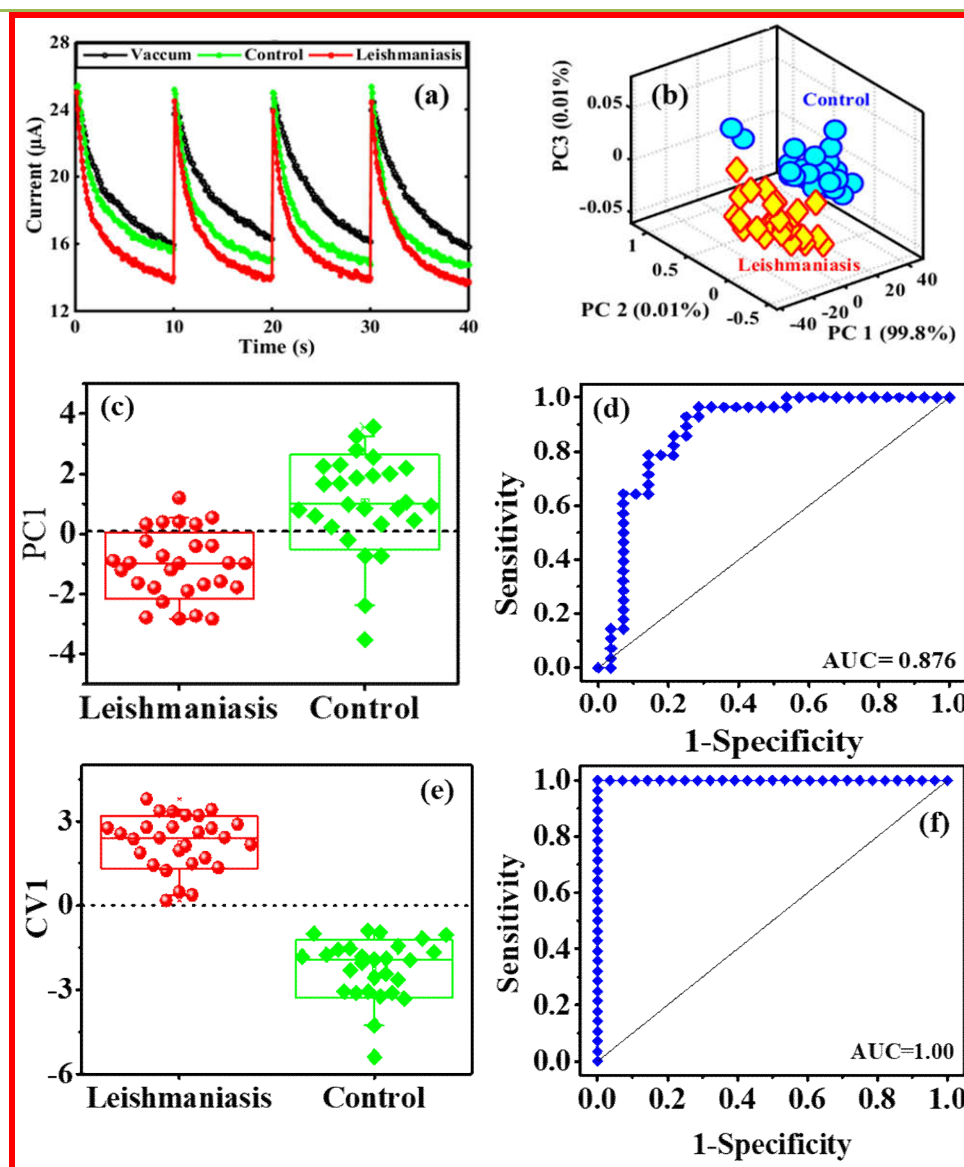 28
24
20
16
12
Current (µA)
Vaccum Control Leishmaniasis
(a)
0 10 20 30 40
Time (s)
(b)
Control
Leishmaniasis
PC3 (0.01%)
0.05
0
-0.05
1 0.5 0 -0.5
PC 2 (0.01%)
-40 -20 0 20 40
PC 1 (99.8%)
(c)
PC1
4
2
0
-2
-4
Leishmaniasis Control
(d)
Sensitivity
1.0
0.8
0.6
0.4
0.2
0.0
AUC= 0.876
0.0 0.2 0.4 0.6 0.8 1.0
1-Specificity
(e)
CV1
3
0
-3
-6
Leishmaniasis Control
(f)
Sensitivity
1.0
0.8
0.6
0.4
0.2
0.0
AUC=1.00
0.0 0.2 0.4 0.6 0.8 1.0
1-Specificity